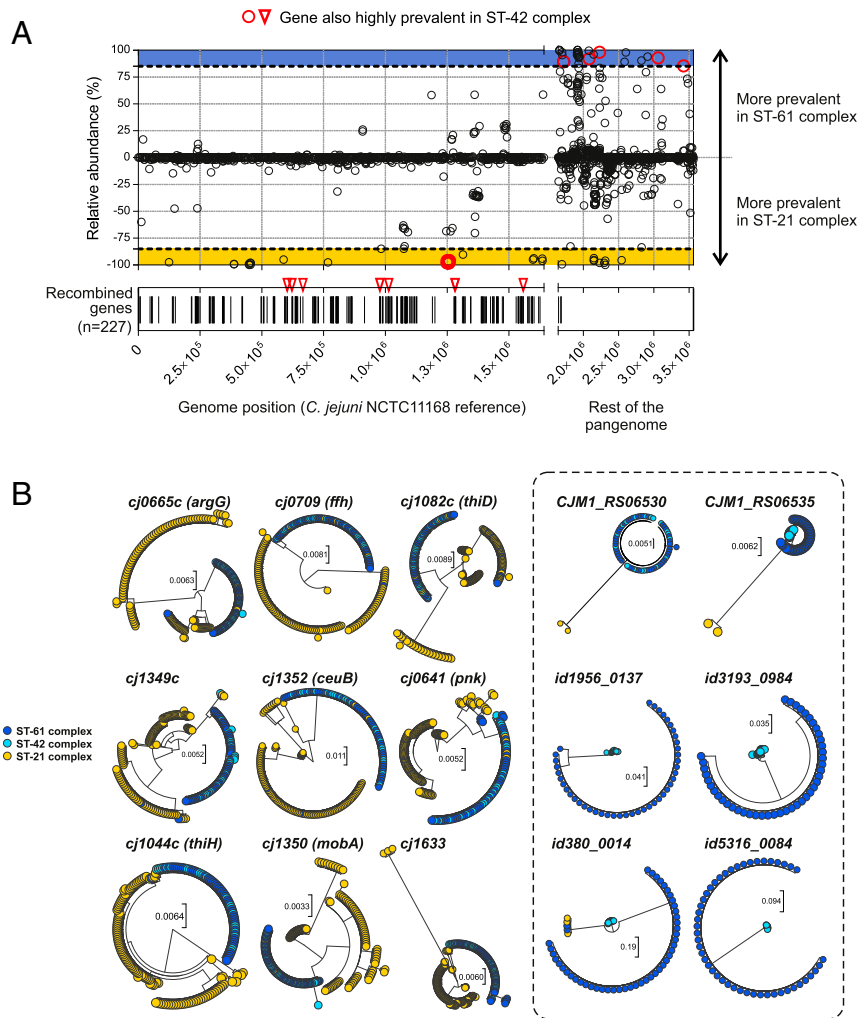 Gene also highly prevalent in ST-42 complex
A
100
75
50
25
0
-25
-50
-75
-100
Relative abundance (%)
More prevalent
in ST-61 complex
More prevalent
in ST-21 complex
Recombined
genes
(n=227)
0
2.5×10⁵
5.0×10⁵
7.5×10⁵
1.0×10⁶
1.3×10⁶
1.5×10⁶
2.0×10⁶
2.5×10⁶
3.0×10⁶
3.5×10⁶
Genome position (C. jejuni NCTC11168 reference)
Rest of the
pangenome
B
cj0665c (argG)
0.0063
cj0709 (ffh)
0.0081
cj1082c (thiD)
0.0089
CJM1_RS06530
0.0051
CJM1_RS06535
0.0062
cj1349c
0.0052
cj1352 (ceuB)
0.011
cj0641 (pnk)
0.0052
id1956_0137
0.041
id3193_0984
0.035
ST-61 complex
ST-42 complex
ST-21 complex
cj1044c (thiH)
0.0064
cj1350 (mobA)
0.0033
cj1633
0.0060
id380_0014
0.19
id5316_0084
0.094